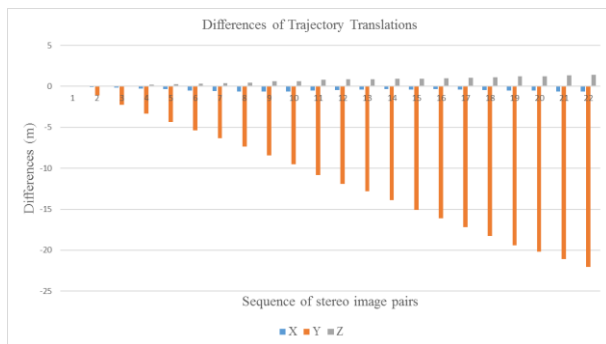 Differences of Trajectory Translations
5
0
1 2 3 4 5 6 7 8 9 10 11 12 13 14 15 16 17 18 19 20 21 22
-5
-10
-15
-20
-25
Differences (m)
Sequence of stereo image pairs
X Y Z